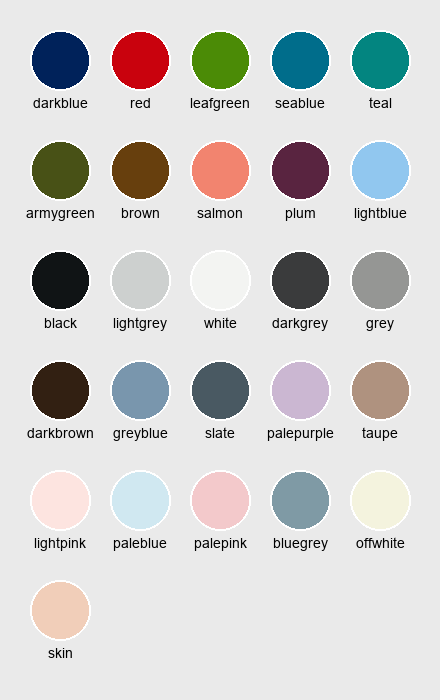 darkblue red leafgreen seablue teal
armygreen brown salmon plum lightblue
black lightgrey white darkgrey grey
darkbrown greyblue slate palepurple taupe
lightpink paleblue palepink bluegrey offwhite
skin